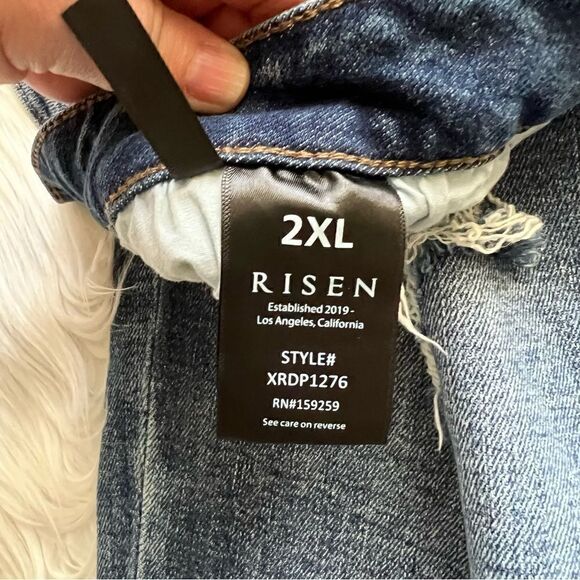 2XL
RISEN
Established 2019 -
Los Angeles, California
STYLE#
XRDP1276
RN#159259
See care on reverse